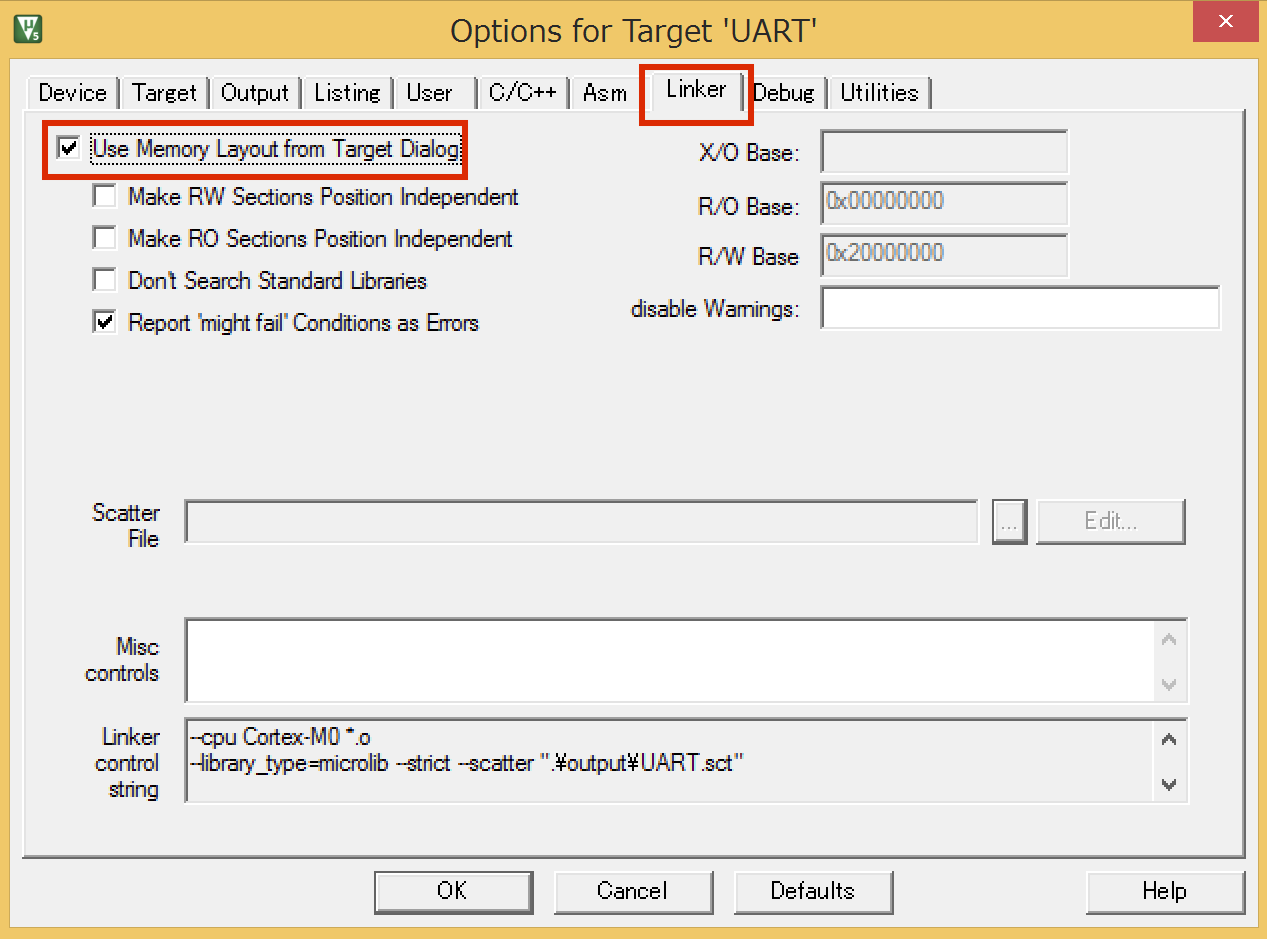 Options for Target 'UART'
Device Target Output Listing User C/C++ Asm Linker Debug Utilities
Use Memory Layout from Target Dialog
Make RW Sections Position Independent
Make RO Sections Position Independent
Don't Search Standard Libraries
Report 'might fail' Conditions as Errors
X/O Base:
R/O Base: 0x00000000
R/W Base 0x20000000
disable Warnings:
Scatter
File
... Edit...
Misc
controls
Linker
control
string
--cpu Cortex-M0 *.o
--library_type=microlib --strict --scatter ".¥output¥UART.sct"
OK Cancel Defaults Help